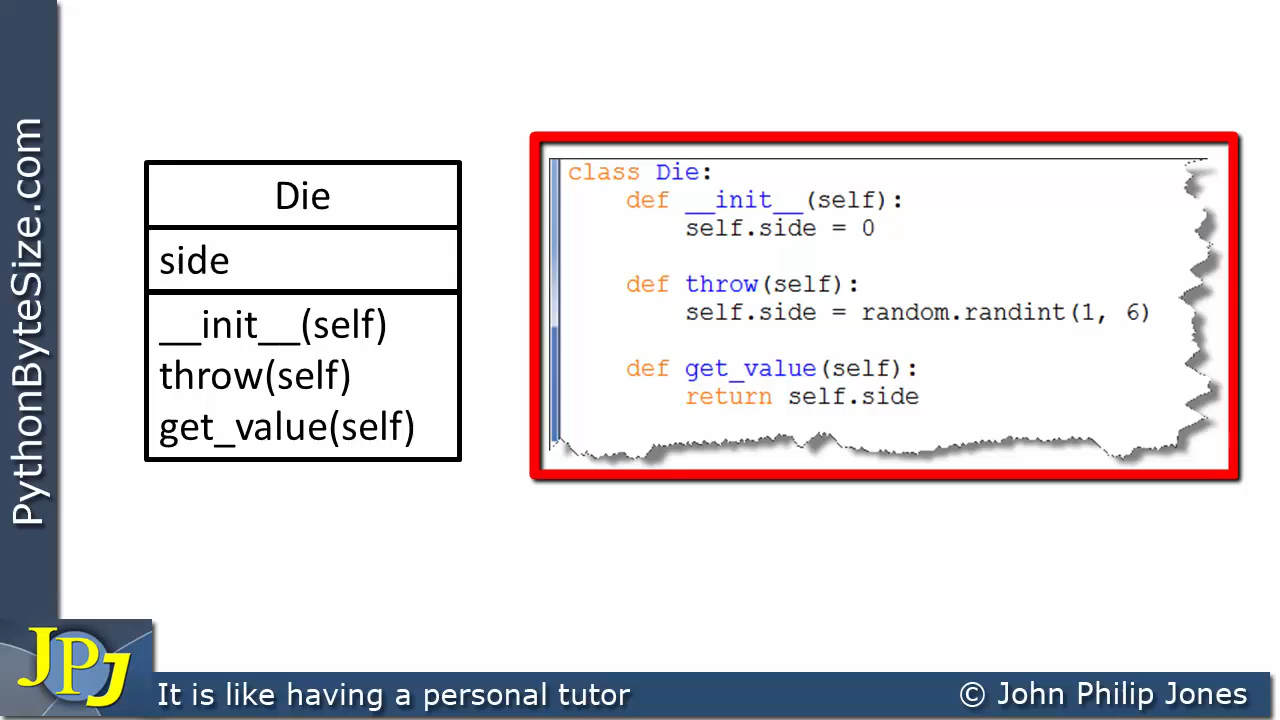 PythonByteSize.com
Die
side
__init__(self)
throw(self)
get_value(self)
class Die:
    def __init__(self):
        self.side = 0
    def throw(self):
        self.side = random.randint(1, 6)
    def get_value(self):
        return self.side
JPJ
It is like having a personal tutor
© John Philip Jones